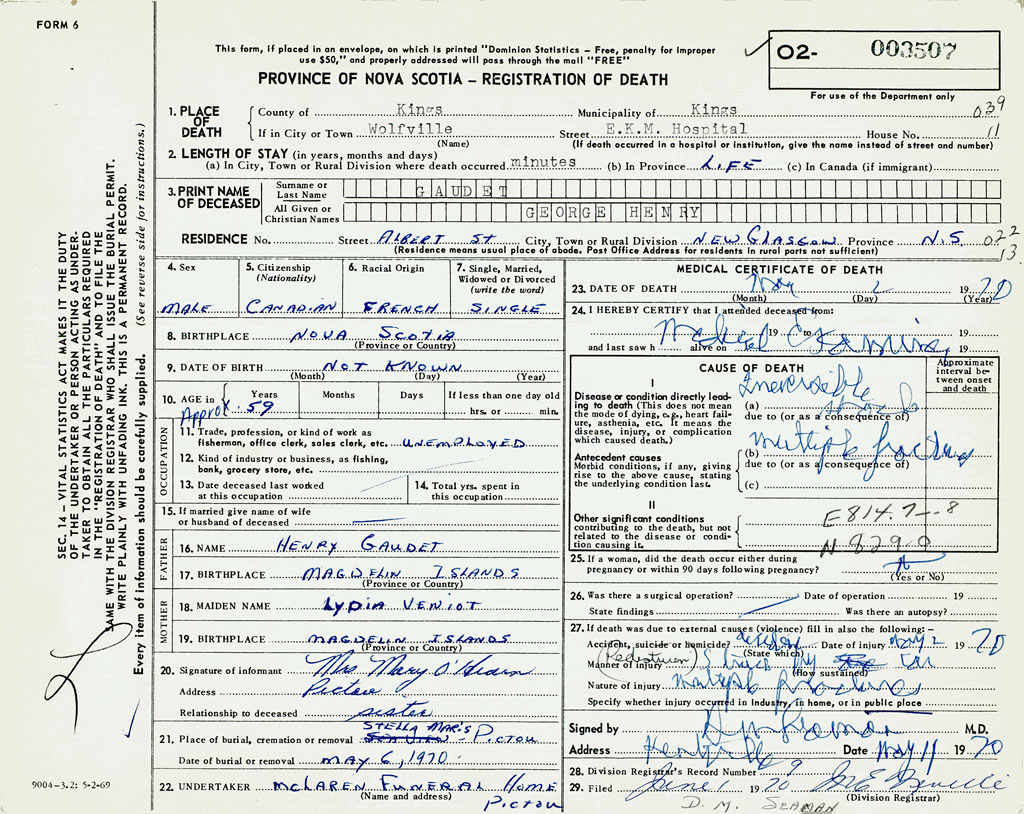 FORM 6
This form, if placed in an envelope, on which is printed "Dominion Statistics – Free, penalty for improper
use $50," and properly addressed will pass through the mail "FREE"
PROVINCE OF NOVA SCOTIA – REGISTRATION OF DEATH
02- 003507
For use of the Department only
SEC. 14 – VITAL STATISTICS ACT MAKES IT THE DUTY
OF THE UNDERTAKER OR PERSON ACTING AS UNDER-
TAKER TO OBTAIN ALL THE PARTICULARS REQUIRED
IN THE "REGISTRATION OF DEATH" AND TO FILE THE
SAME WITH THE DIVISION REGISTRAR WHO SHALL ISSUE THE BURIAL PERMIT.
WRITE PLAINLY WITH UNFADING INK. THIS IS A PERMANENT RECORD.
Every item of information should be carefully supplied. (See reverse side for instructions.)
1. PLACE OF DEATH County of Kings Municipality of Kings 039
If in City or Town Wolfville Street E.K.M. Hospital House No. 11
(Name) (If death occurred in a hospital or institution, give the name instead of street and number)
2. LENGTH OF STAY (in years, months and days)
(a) In City, Town or Rural Division where death occurred minutes (b) In Province LIFE (c) In Canada (if immigrant)
3. PRINT NAME OF DECEASED Surname or Last Name GAUDET
All Given or Christian Names GEORGE HENRY
RESIDENCE No. Street ALBERT ST City, Town or Rural Division NEW GLASGOW Province N.S. 022
(Residence means usual place of abode. Post Office Address for residents in rural parts not sufficient) 13
4. Sex 5. Citizenship (Nationality) 6. Racial Origin 7. Single, Married, Widowed or Divorced (write the word)
MALE CANADIAN FRENCH SINGLE
8. BIRTHPLACE NOVA SCOTIA
(Province or Country)
9. DATE OF BIRTH NOT KNOWN
(Month) (Day) (Year)
10. AGE in Years Months Days If less than one day old
Approx 59 hrs. or min.
OCCUPATION
11. Trade, profession, or kind of work as
fisherman, office clerk, sales clerk, etc. UNEMPLOYED
12. Kind of industry or business, as fishing,
bank, grocery store, etc.
13. Date deceased last worked
at this occupation
14. Total yrs. spent in
this occupation
15. If married give name of wife
or husband of deceased
FATHER
16. NAME HENRY GAUDET
17. BIRTHPLACE MAGDELIN ISLANDS
(Province or Country)
MOTHER
18. MAIDEN NAME LYDIA VENIOT
19. BIRTHPLACE MAGDELIN ISLANDS
(Province or Country)
20. Signature of informant Mrs Mary O'Hearn
Address Pictou
Relationship to deceased sister
STELLA MARIS
21. Place of burial, cremation or removal SEA VIEW - PICTOU
Date of burial or removal MAY 6, 1970
22. UNDERTAKER McLAREN FUNERAL HOME
(Name and address) PICTOU
9004–3.2: 5-2-69
MEDICAL CERTIFICATE OF DEATH
23. DATE OF DEATH May 2 1970
(Month) (Day) (Year)
24. I HEREBY CERTIFY that I attended deceased from:
19 to 19
and last saw h alive on 19
Medical Examiner
CAUSE OF DEATH
Approximate interval between onset and death
I
Disease or condition directly leading to death (This does not mean the mode of dying, e.g., heart failure, asthenia, etc. It means the disease, injury, or complication which caused death.)
(a) Irreversible shock
due to (or as a consequence of)
Antecedent causes
Morbid conditions, if any, giving rise to the above cause, stating the underlying condition last.
(b) multiple fractures
due to (or as a consequence of)
(c)
II
Other significant conditions
contributing to the death, but not related to the disease or condition causing it.
E814.7 - 8
N 829.0
25. If a woman, did the death occur either during
pregnancy or within 90 days following pregnancy?
(Yes or No)
26. Was there a surgical operation? Date of operation 19
State findings Was there an autopsy?
27. If death was due to external causes (violence) fill in also the following:–
Accident, suicide or homicide? Date of injury May 2 1970
(State which)
(Pedestrian)
Manner of injury Struck by Car
(How sustained)
Nature of injury Multiple fractures
Specify whether injury occurred in Industry, in home, or in public place
Signed by M.D.
Address Kentville Date May 11 1970
28. Division Registrar's Record Number 9
29. Filed June 1 1970
(Division Registrar)
D. M. SEAMAN